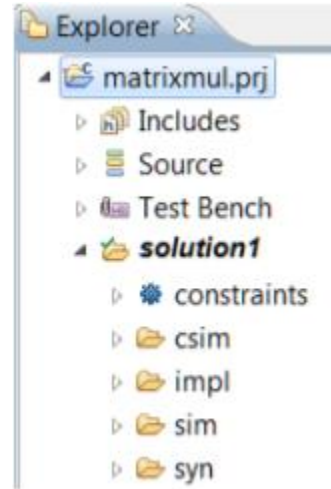 Explorer
matrixmul.prj
Includes
Source
Test Bench
solution1
constraints
csim
impl
sim
syn